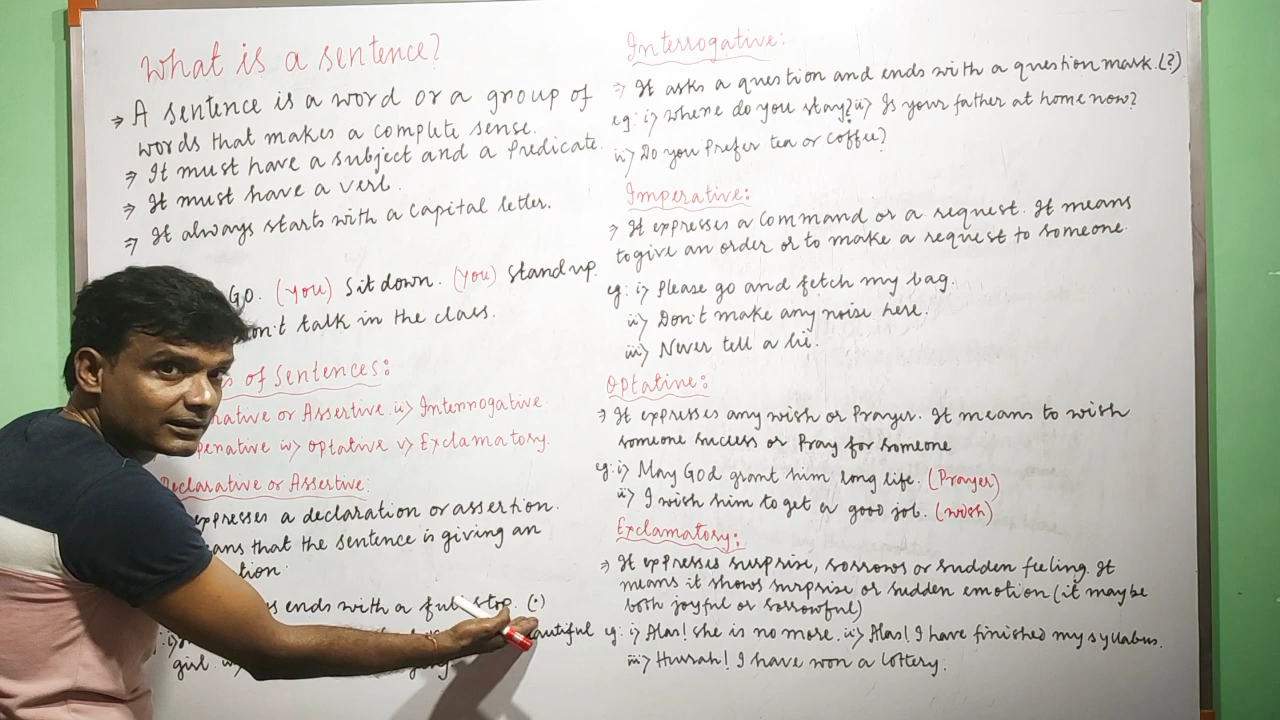 What is a sentence?
⇒ A sentence is a word or a group of
words that makes a complete sense.
⇒ It must have a subject and a Predicate.
⇒ It must have a verb.
⇒ It always starts with a capital letter.
Go. (You) Sit down. (You) Stand up.
on't talk in the class.
s of Sentences:
rative or Assertive. ii> Interrogative
perative iv> Optative v> Exclamatory.
Declarative or Assertive:
expresses a declaration or assertion.
ans that the sentence is giving an
tion.
s ends with a full stop. (.)
i> autiful
girl. ii>
Interrogative:
⇒ It asks a question and ends with a question mark.(?)
eg: i> Where do you stay? ii> Is your father at home now?
ii> Do you Prefer tea or coffee?
Imperative:
⇒ It expresses a command or a request. It means
to give an order or to make a request to someone.
eg: i> Please go and fetch my bag.
ii> Don't make any noise here.
iii> Never tell a lie.
Optative:
⇒ It expresses any wish or Prayer. It means to wish
someone success or Pray for someone
eg: i> May God grant him long life. (Prayer)
ii> I wish him to get a good job. (wish)
Exclamatory:
⇒ It expresses surprise, sorrows or sudden feeling. It
means it shows surprise or sudden emotion (it maybe
both joyful or sorrowful)
eg: i> Alas! she is no more. ii> Alas! I have finished my syllabus.
iii> Hurrah! I have won a lottery.